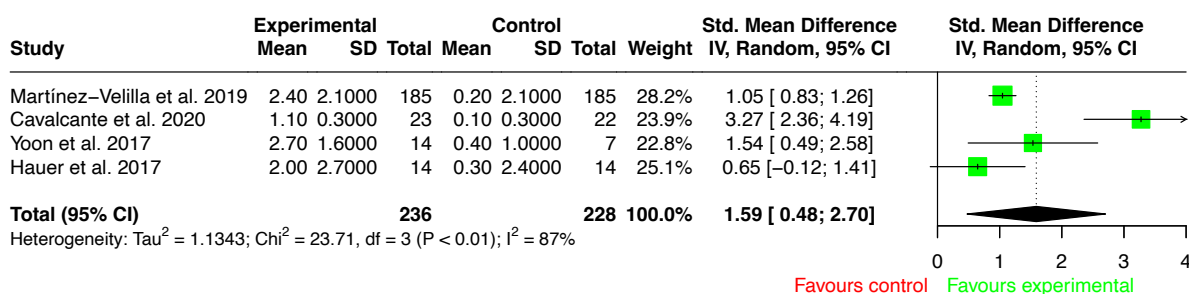 Experimental Control Std. Mean Difference Std. Mean Difference
Study Mean SD Total Mean SD Total Weight IV, Random, 95% CI IV, Random, 95% CI
Martínez−Velilla et al. 2019 2.40 2.1000 185 0.20 2.1000 185 28.2% 1.05 [ 0.83; 1.26]
Cavalcante et al. 2020 1.10 0.3000 23 0.10 0.3000 22 23.9% 3.27 [ 2.36; 4.19]
Yoon et al. 2017 2.70 1.6000 14 0.40 1.0000 7 22.8% 1.54 [ 0.49; 2.58]
Hauer et al. 2017 2.00 2.7000 14 0.30 2.4000 14 25.1% 0.65 [−0.12; 1.41]
Total (95% CI) 236 228 100.0% 1.59 [ 0.48; 2.70]
Heterogeneity: Tau² = 1.1343; Chi² = 23.71, df = 3 (P < 0.01); I² = 87%
0 1 2 3 4
Favours control Favours experimental